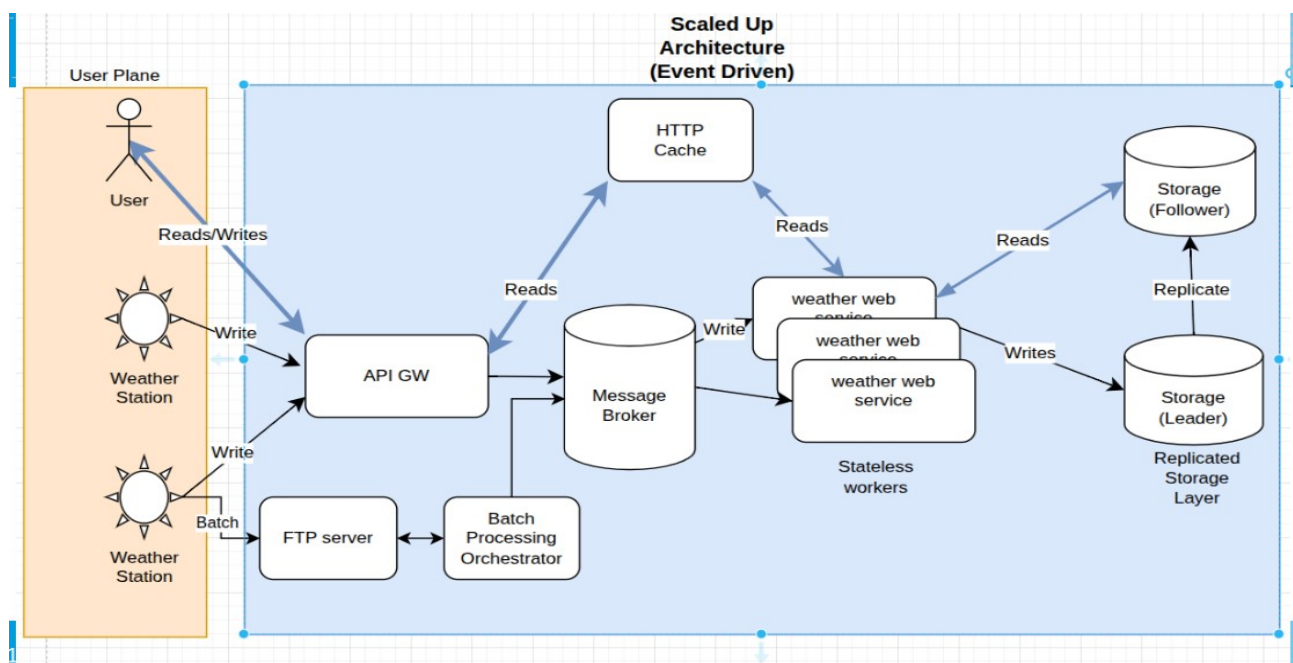 Scaled Up
Architecture
(Event Driven)
User Plane
User
Reads/Writes
Weather
Station
Write
Weather
Station
Write
Batch
API GW
Reads
HTTP
Cache
Reads
FTP server
Batch
Processing
Orchestrator
Message
Broker
Write
weather web
service
weather web
service
weather web
service
Stateless
workers
Reads
Writes
Storage
(Follower)
Replicate
Storage
(Leader)
Replicated
Storage
Layer